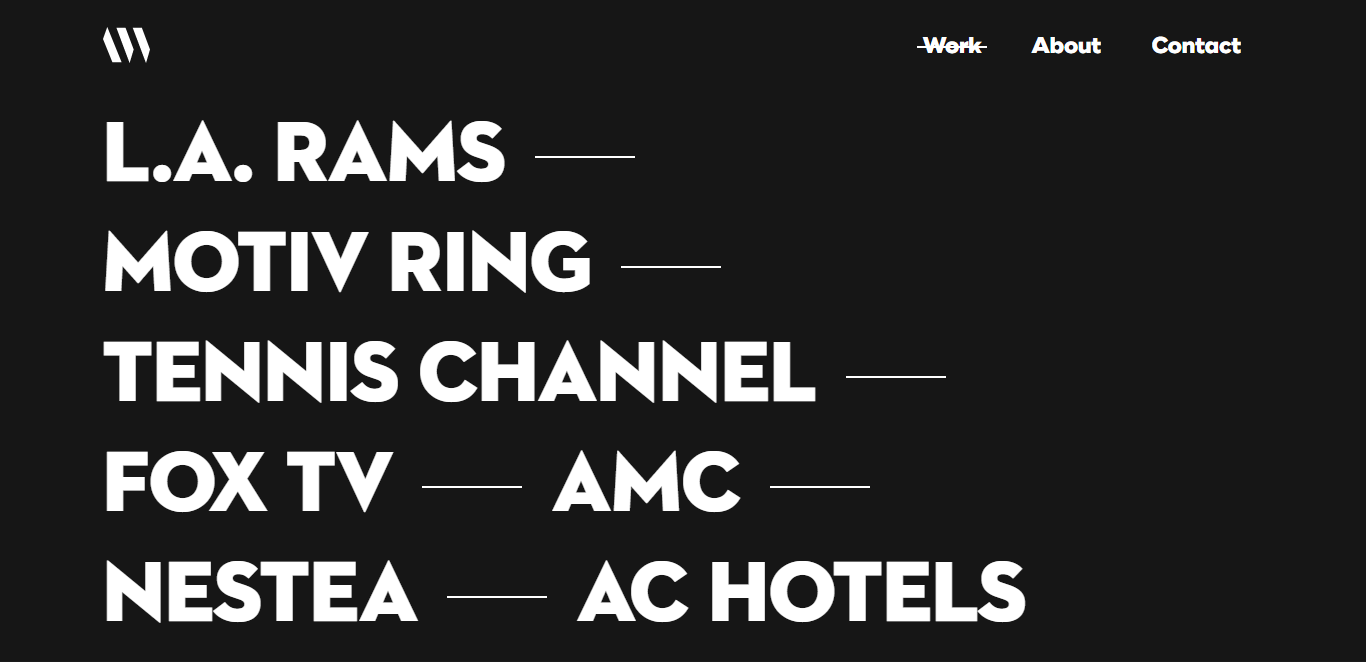 Work About Contact
L.A. RAMS
MOTIV RING
TENNIS CHANNEL
FOX TV AMC
NESTEA AC HOTELS